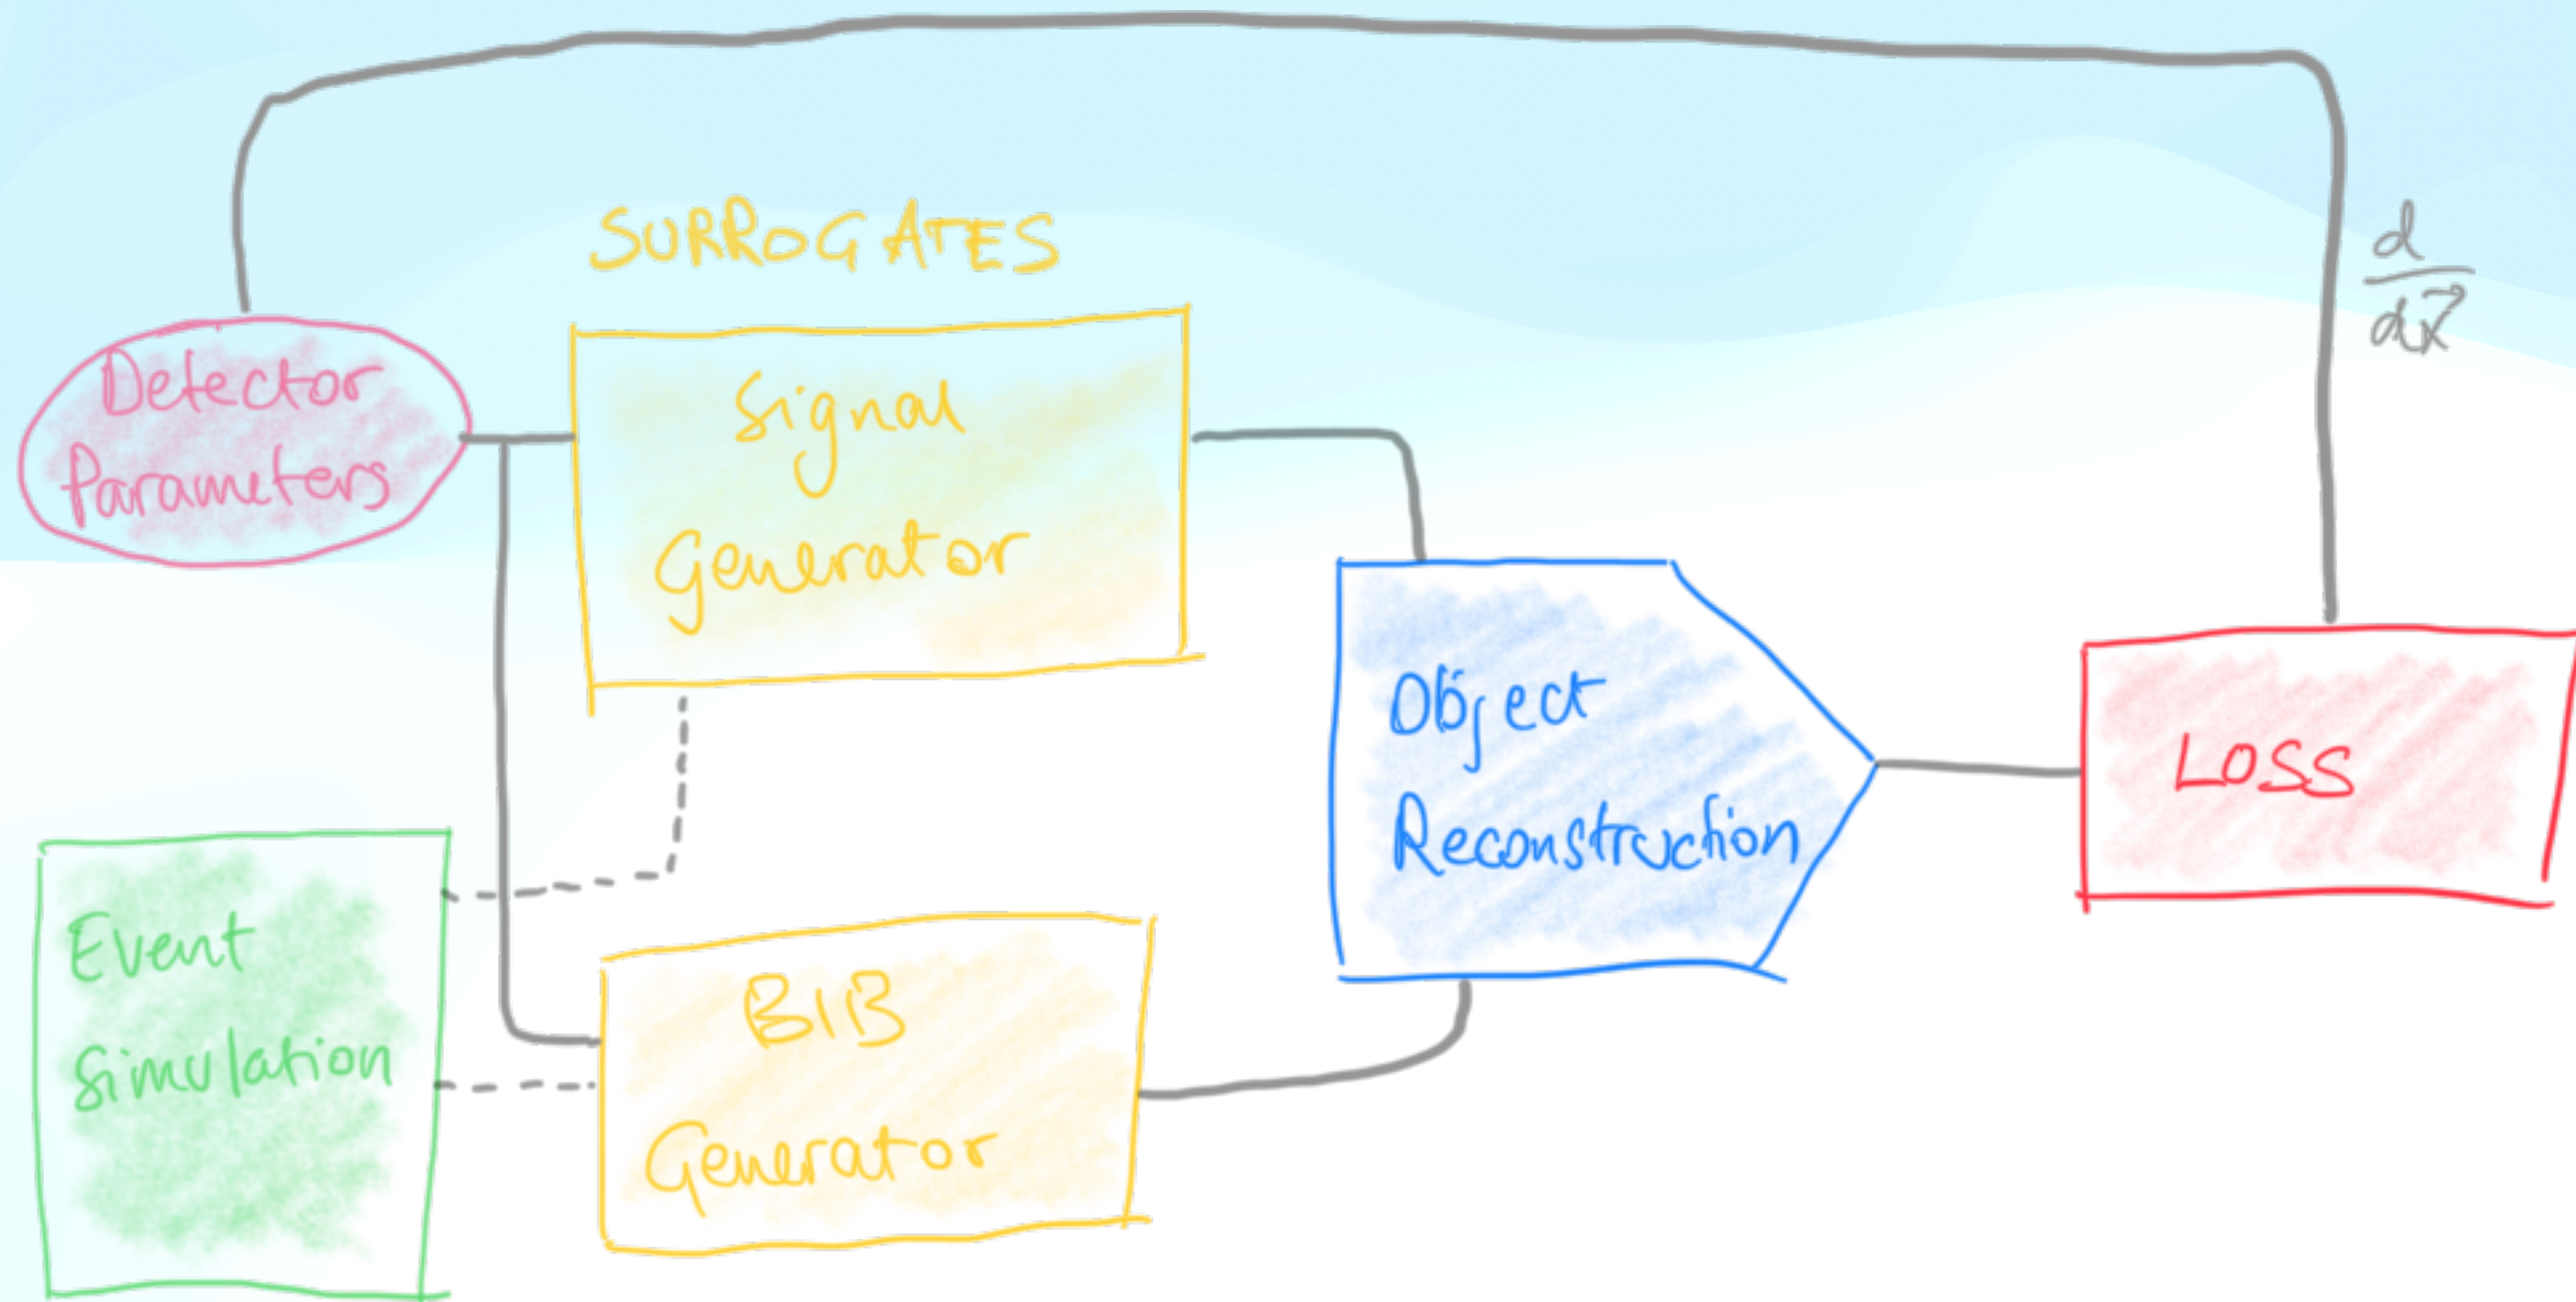 SURROGATES
d
dx⃗
Detector
Parameters
Signal
Generator
Object
Reconstruction
LOSS
Event
Simulation
BIB
Generator